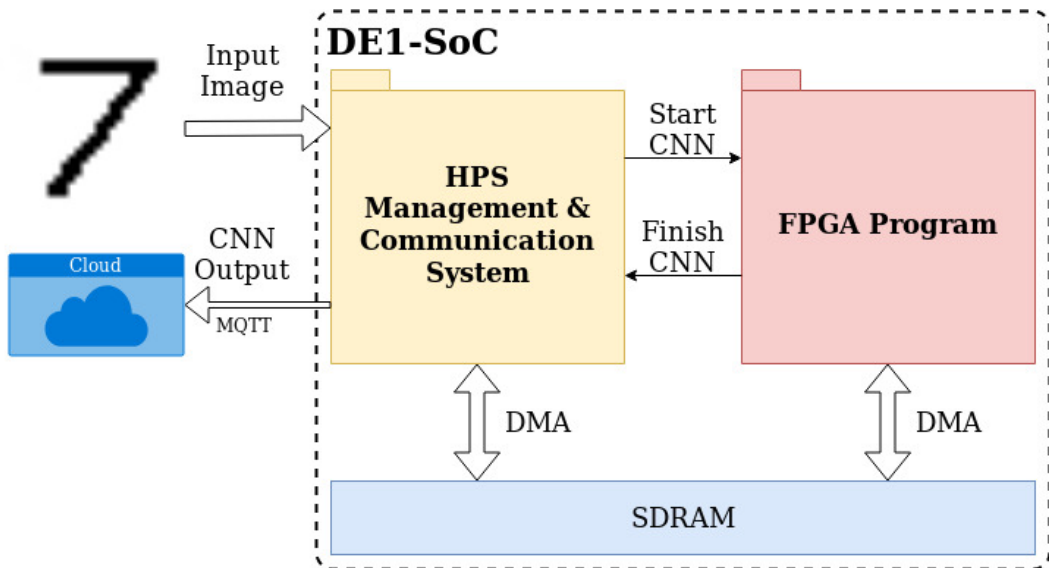 DE1-SoC
7
Input
Image
HPS
Management &
Communication
System
Start
CNN
Finish
CNN
FPGA Program
Cloud
CNN
Output
MQTT
DMA
DMA
SDRAM